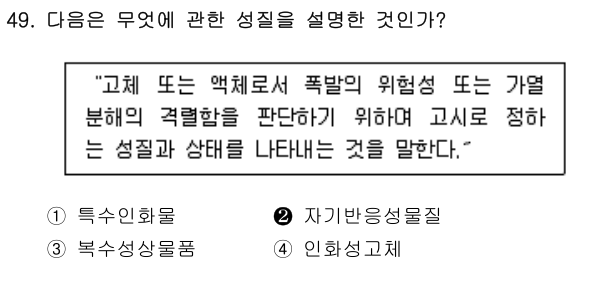 49. 다음은 무엇에 관한 성질을 설명한 것인가?
"고체 또는 액체로서 폭발의 위험성 또는 가열
분해의 격렬함을 판단하기 위하며 고시로 정하
는 성질과 상태를 나타내는 것을 말한다."
① 특수인화물 ❷ 자기반응성물질
③ 복수성상물품 ④ 인화성고체